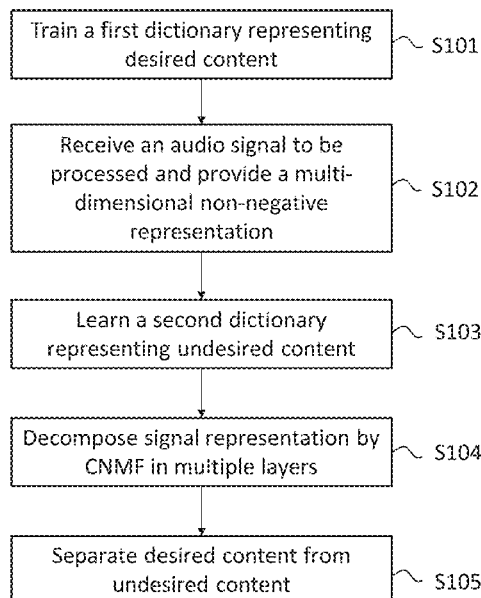 Train a first dictionary representing
desired content
S101
Receive an audio signal to be
processed and provide a multi-
dimensional non-negative
representation
S102
Learn a second dictionary
representing undesired content
S103
Decompose signal representation by
CNMF in multiple layers
S104
Separate desired content from
undesired content
S105